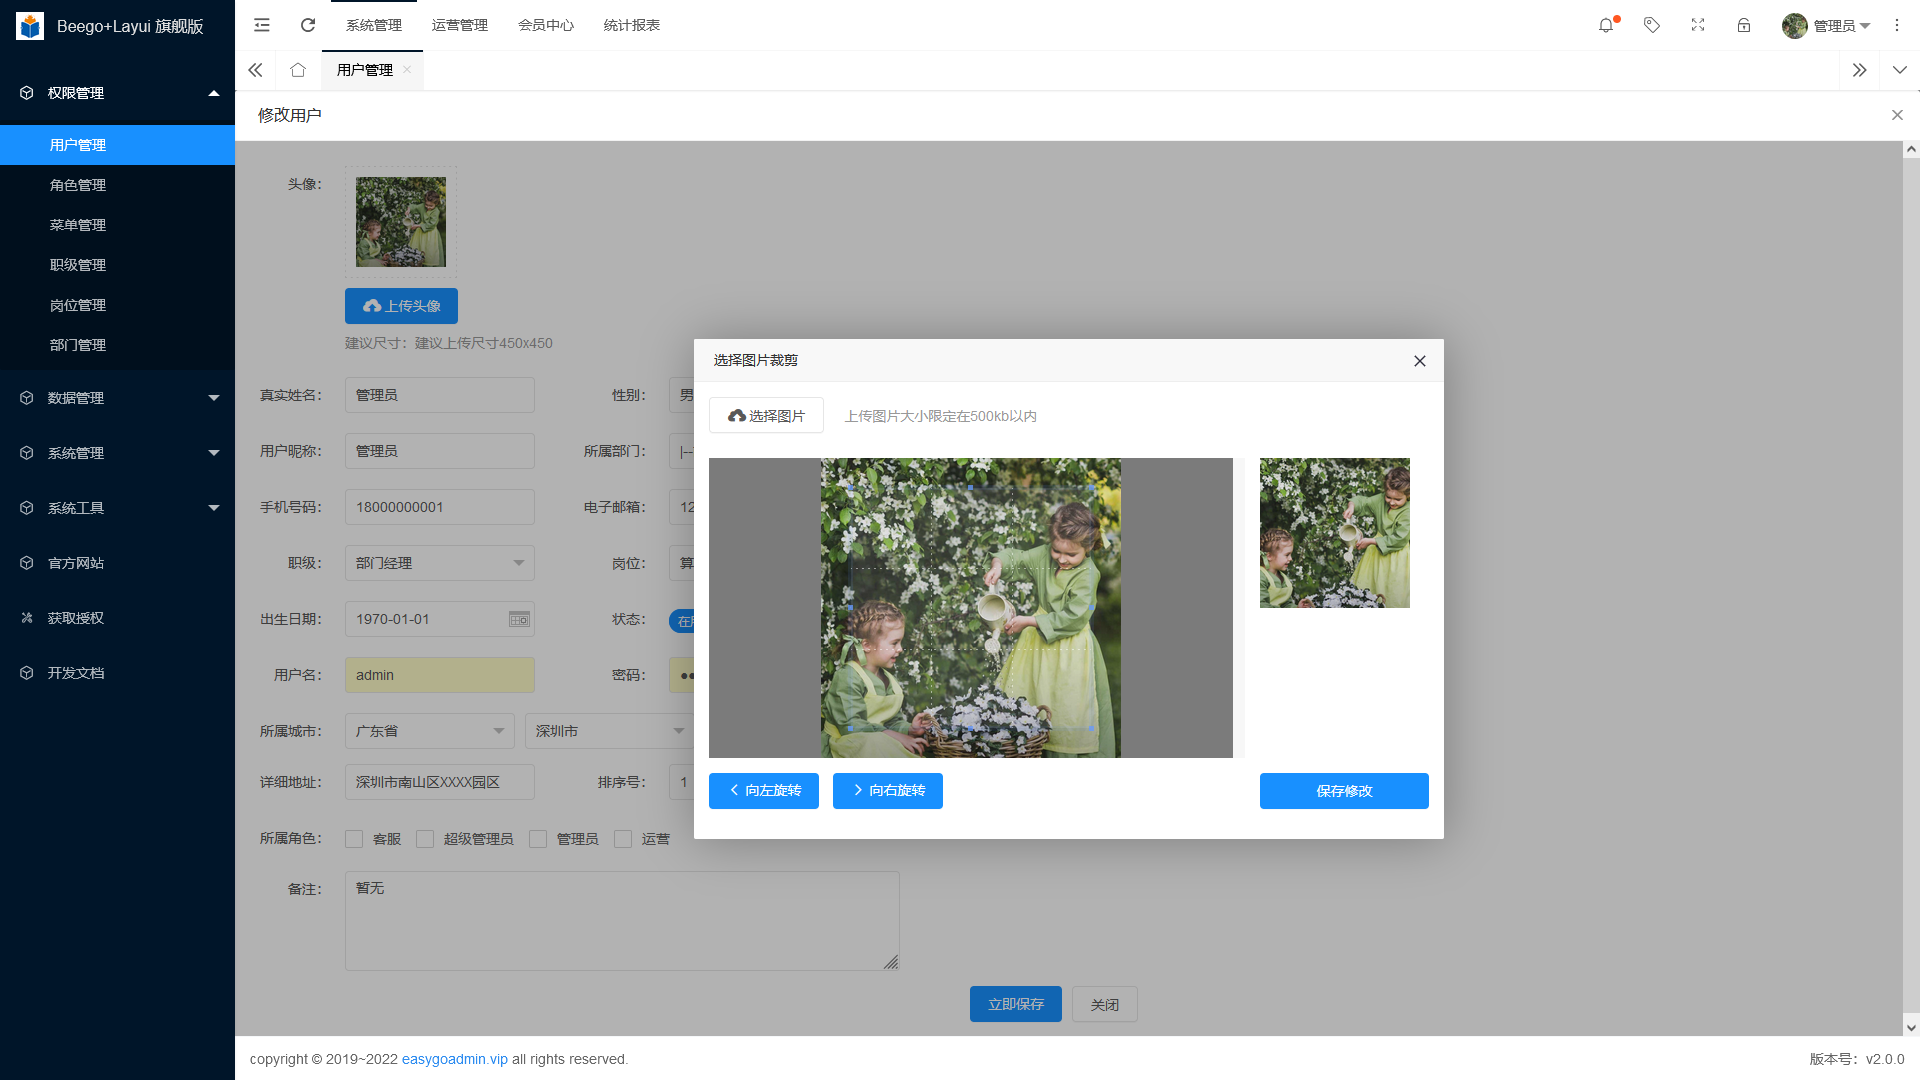 Beego+Layui 旗舰版
系统管理 运营管理 会员中心 统计报表
管理员
用户管理
权限管理
用户管理
角色管理
菜单管理
职级管理
岗位管理
部门管理
数据管理
系统管理
系统工具
官方网站
获取授权
开发文档
修改用户
头像：
上传头像
建议尺寸：建议上传尺寸450x450
真实姓名： 管理员 性别： 男
用户昵称： 管理员 所属部门： |--
手机号码： 18000000001 电子邮箱： 12
职级： 部门经理 岗位： 算
出生日期： 1970-01-01 状态：
用户名： admin 密码： ●●
所属城市： 广东省 深圳市
详细地址： 深圳市南山区XXXX园区 排序号： 1
所属角色： 客服 超级管理员 管理员 运营
备注： 暂无
立即保存 关闭
选择图片裁剪
选择图片 上传图片大小限定在500kb以内
向左旋转 向右旋转 保存修改
copyright © 2019~2022 easygoadmin.vip all rights reserved.
版本号：v2.0.0